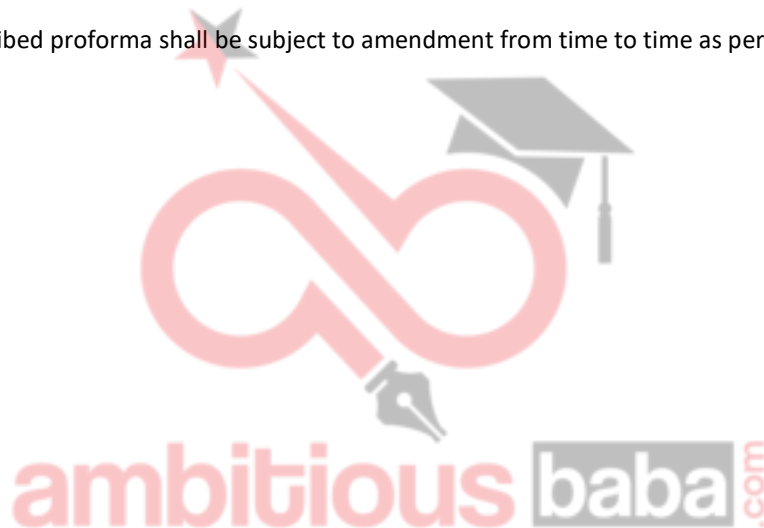 ibed proforma shall be subject to amendment from time to time as per
ambitious baba .com